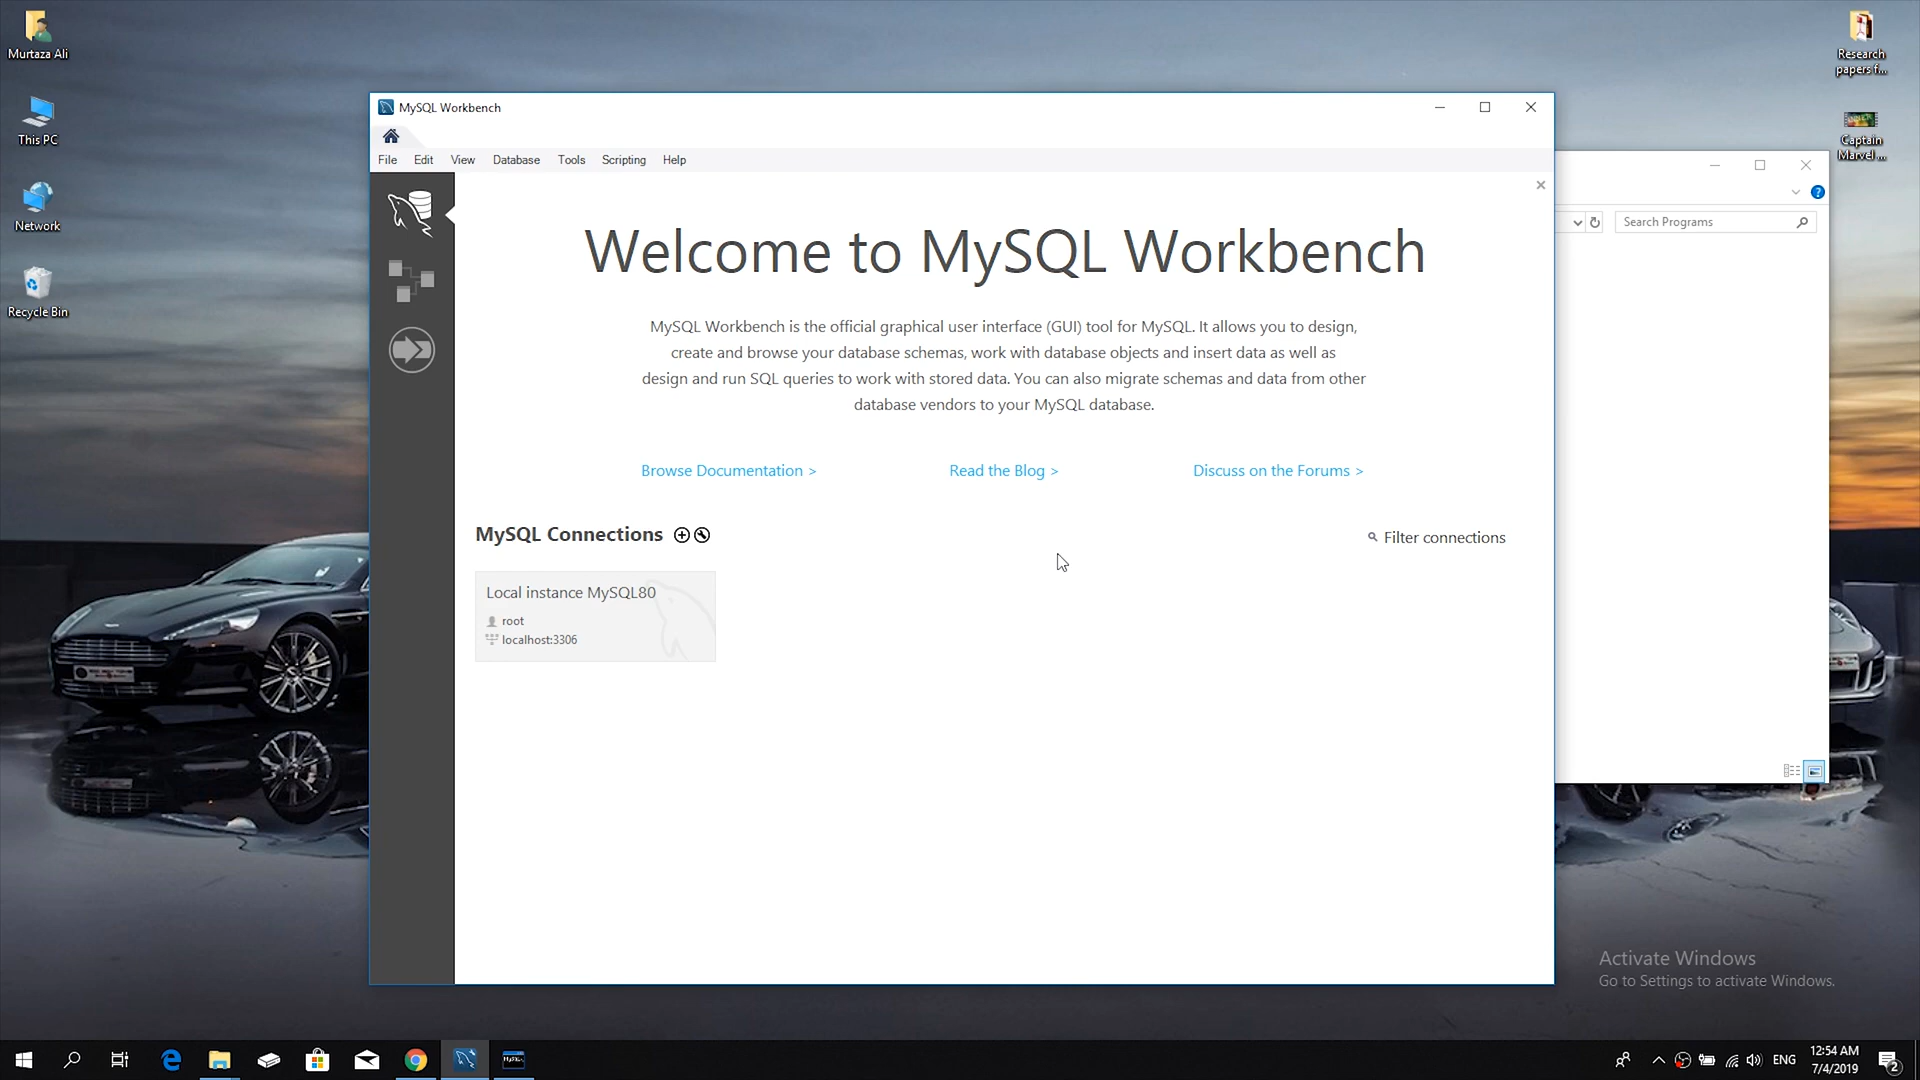 Murtaza Ali
This PC
Network
Recycle Bin
Research
papers f...
Captain
Marvel ...
MySQL Workbench
File Edit View Database Tools Scripting Help
Welcome to MySQL Workbench
MySQL Workbench is the official graphical user interface (GUI) tool for MySQL. It allows you to design,
create and browse your database schemas, work with database objects and insert data as well as
design and run SQL queries to work with stored data. You can also migrate schemas and data from other
database vendors to your MySQL database.
Browse Documentation > Read the Blog > Discuss on the Forums >
MySQL Connections
Filter connections
Local instance MySQL80
root
localhost:3306
Search Programs
Activate Windows
Go to Settings to activate Windows.
ENG
12:54 AM
7/4/2019
2